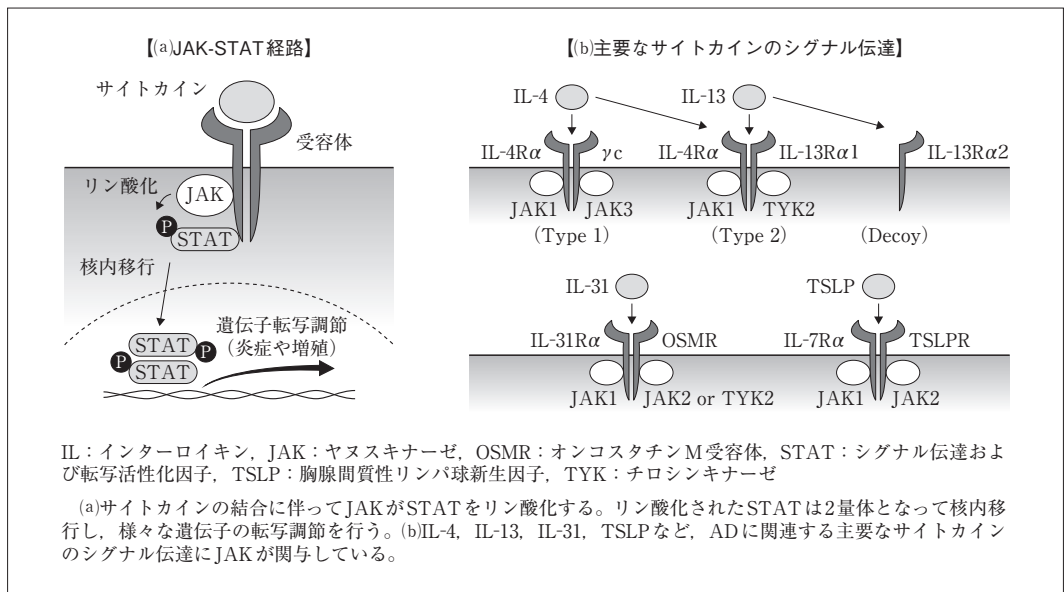 【(a)JAK-STAT経路】
サイトカイン
受容体
リン酸化
JAK
P
STAT
核内移行
遺伝子転写調節
（炎症や増殖）
STAT
P
P
STAT
【(b)主要なサイトカインのシグナル伝達】
IL-4
IL-13
IL-4Rα
γc
IL-4Rα
IL-13Rα1
IL-13Rα2
JAK1
JAK3
JAK1
TYK2
(Type 1)
(Type 2)
(Decoy)
IL-31
TSLP
IL-31Rα
OSMR
IL-7Rα
TSLPR
JAK1
JAK2 or TYK2
JAK1
JAK2
IL：インターロイキン，JAK：ヤヌスキナーゼ，OSMR：オンコスタチンM受容体，STAT：シグナル伝達およ
び転写活性化因子，TSLP：胸腺間質性リンパ球新生因子，TYK：チロシンキナーゼ
(a)サイトカインの結合に伴ってJAKがSTATをリン酸化する。リン酸化されたSTATは2量体となって核内移
行し，様々な遺伝子の転写調節を行う。(b)IL-4，IL-13，IL-31，TSLPなど，ADに関連する主要なサイトカイン
のシグナル伝達にJAKが関与している。